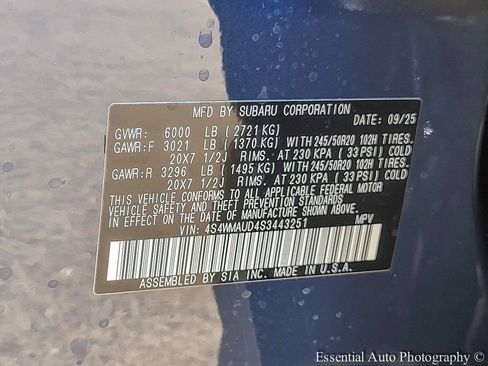 MFD BY SUBARU CORPORATION
DATE: 09/25
GVWR: 6000 LB (2721 KG)
GAWR:F 3021 LB (1370 KG) WITH 245/50R20 102H TIRES.
20X7 1/2J RIMS. AT 230 KPA (33 PSI) COLD
GAWR:R 3296 LB (1495 KG) WITH 245/50R20 102H TIRES.
20X7 1/2J RIMS. AT 230 KPA (33 PSI) COLD
THIS VEHICLE CONFORMS TO ALL APPLICABLE FEDERAL MOTOR
VEHICLE SAFETY AND BUMPER STANDARDS IN EFFECT ON
THE DATE OF MANUFACTURE SHOWN ABOVE.
VIN: 4S4WMAUD4S3443251 MPV
ASSEMBLED BY SIA INC. MADE IN U.S.A.
Essential Auto Photography ©